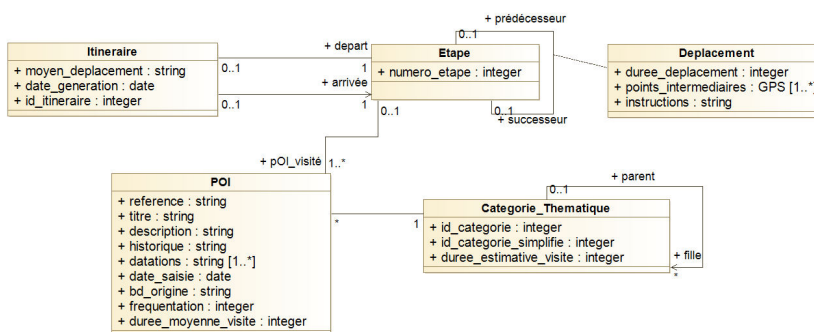 + prédécesseur
Itineraire
+ moyen_deplacement : string
+ date_generation : date
+ id_itineraire : integer
+ depart
0..1
1
+ arrivée
0..1
1
0..1
Etape
+ numero_etape : integer
0..1
0..1
+ successeur
Deplacement
+ duree_deplacement : integer
+ points_intermediaires : GPS [1..*]
+ instructions : string
+ pOI_visité
1..*
POI
+ reference : string
+ titre : string
+ description : string
+ historique : string
+ datations : string [1..*]
+ date_saisie : date
+ bd_origine : string
+ frequentation : integer
+ duree_moyenne_visite : integer
*
1
0..1
+ parent
Categorie_Thematique
+ id_categorie : integer
+ id_categorie_simplifie : integer
+ duree_estimative_visite : integer
+ fille
*